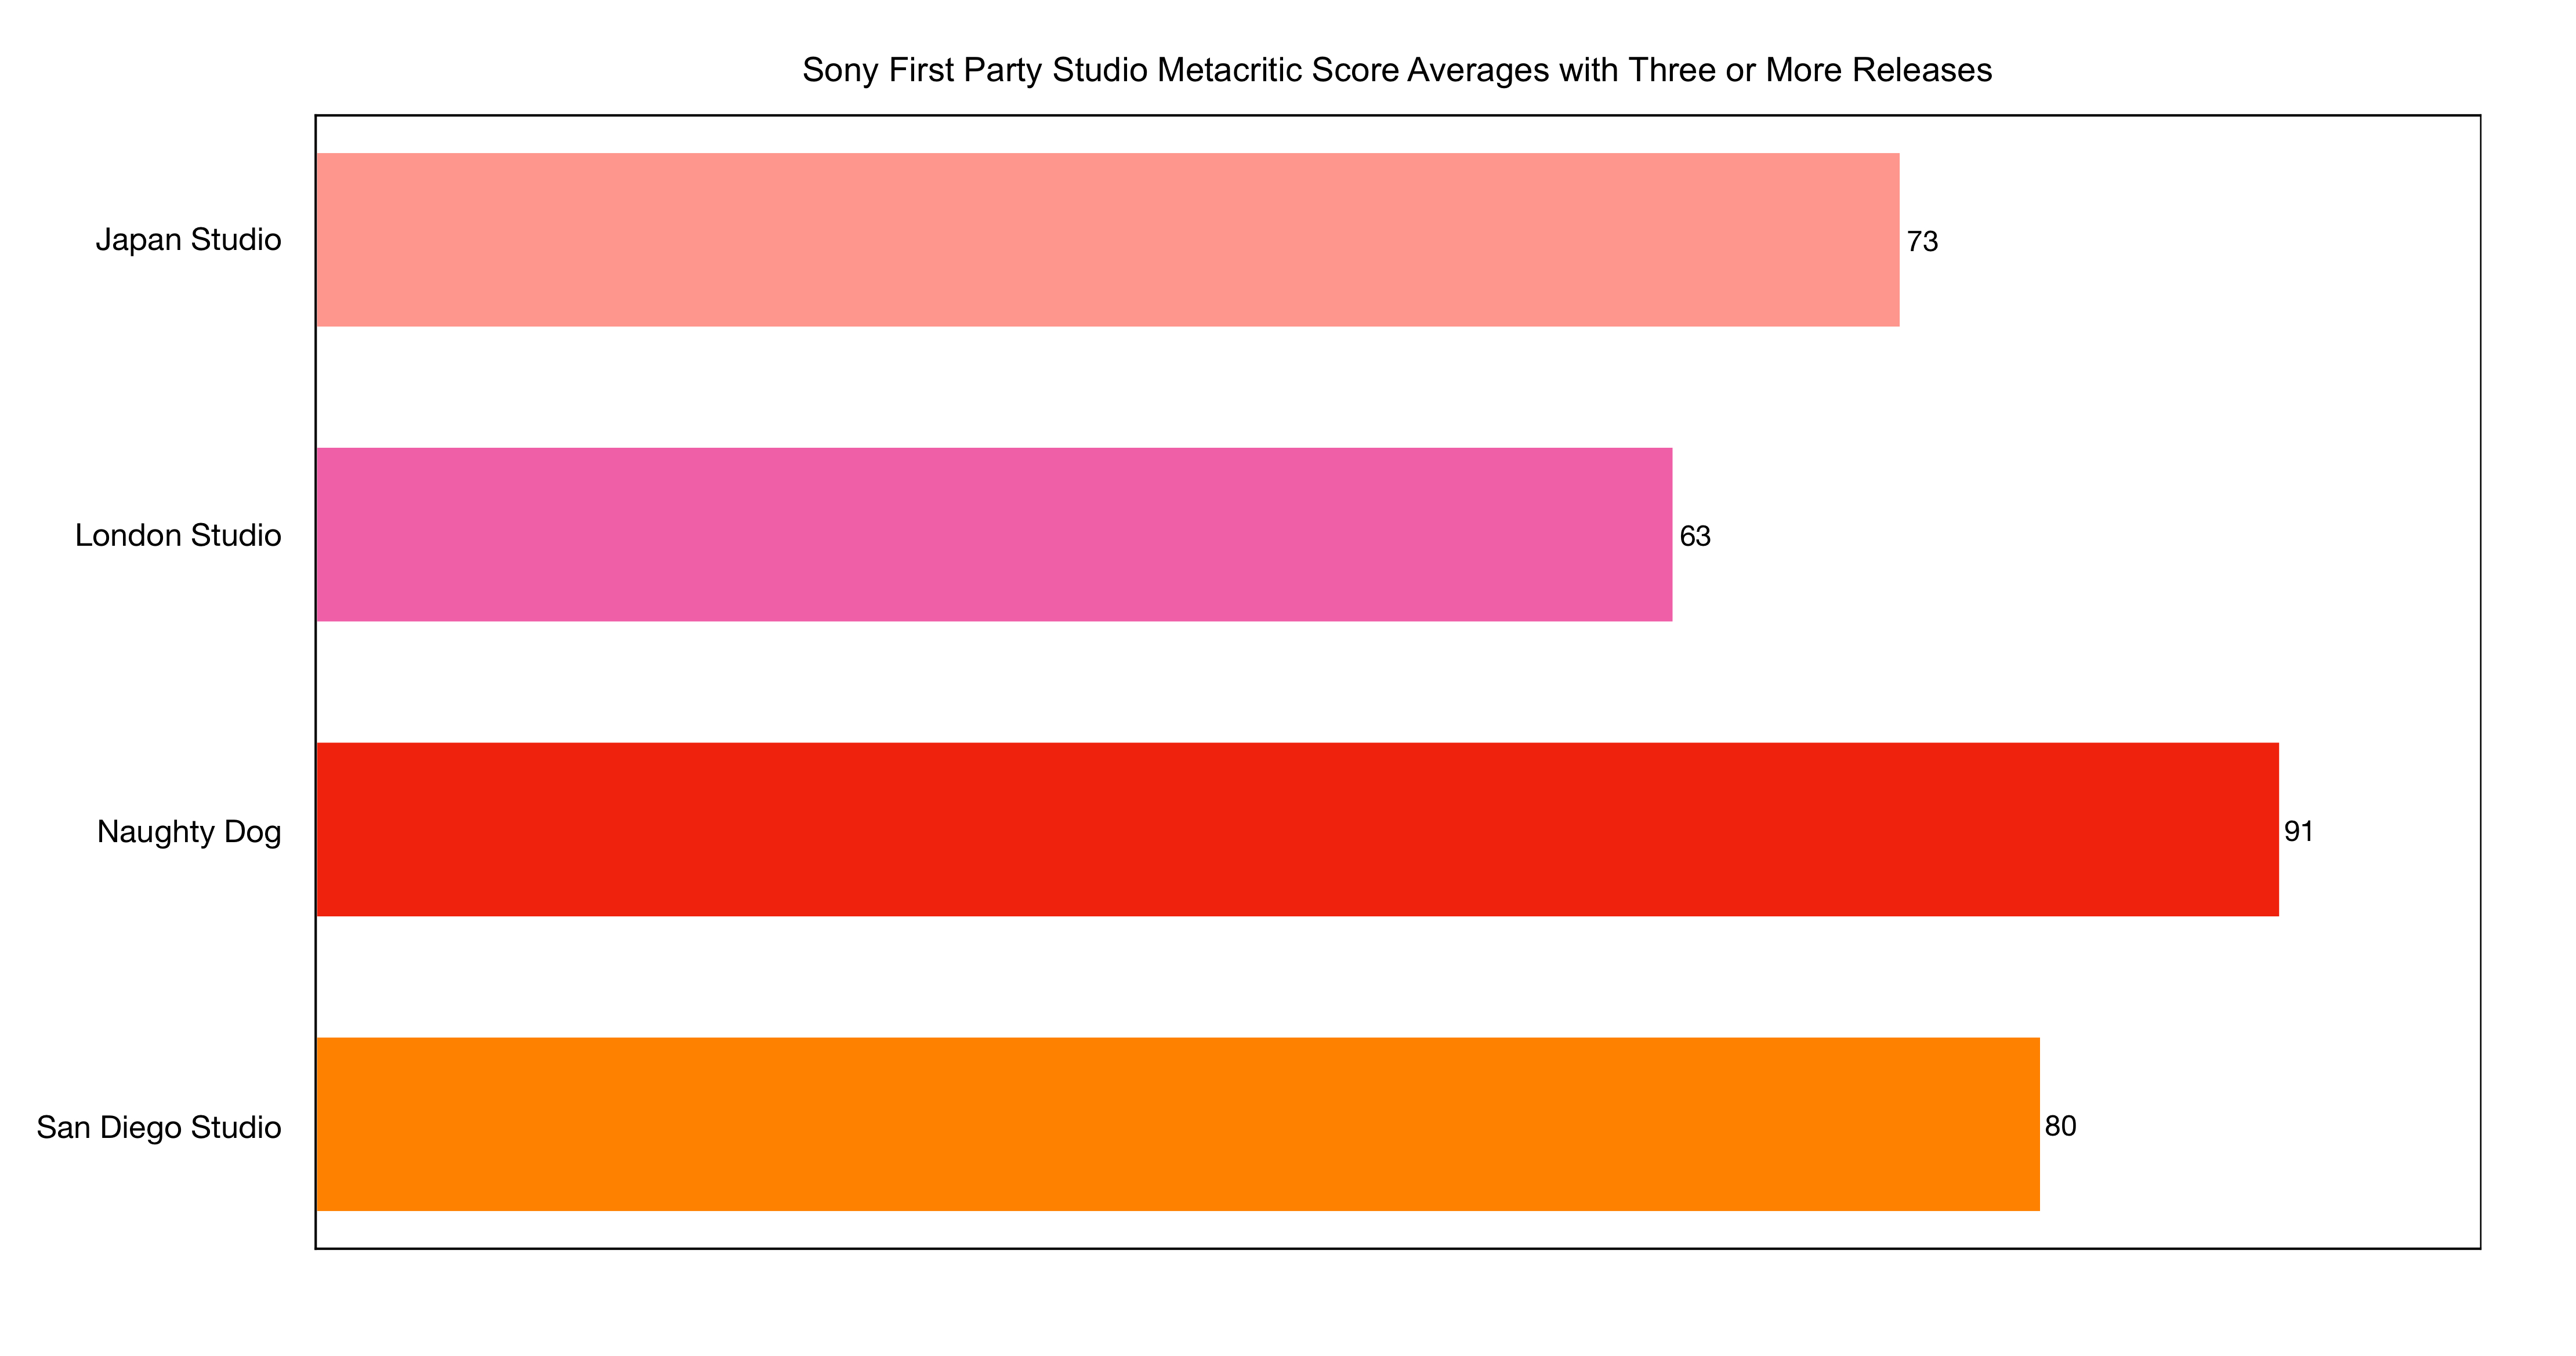 Sony First Party Studio Metacritic Score Averages with Three or More Releases
Japan Studio
73
London Studio
63
Naughty Dog
91
San Diego Studio
80